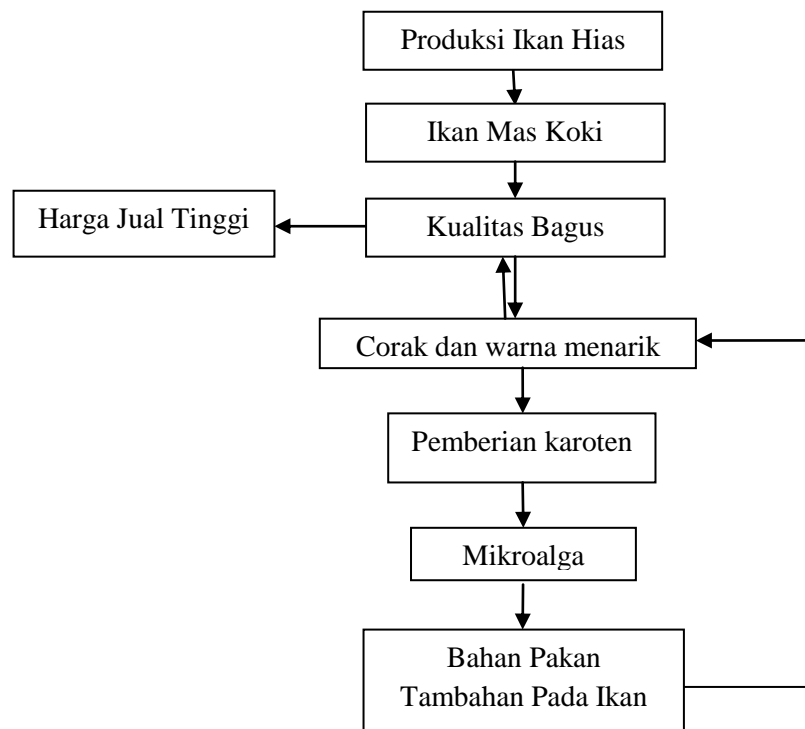 Produksi Ikan Hias
Ikan Mas Koki
Harga Jual Tinggi
Kualitas Bagus
Corak dan warna menarik
Pemberian karoten
Mikroalga
Bahan Pakan
Tambahan Pada Ikan